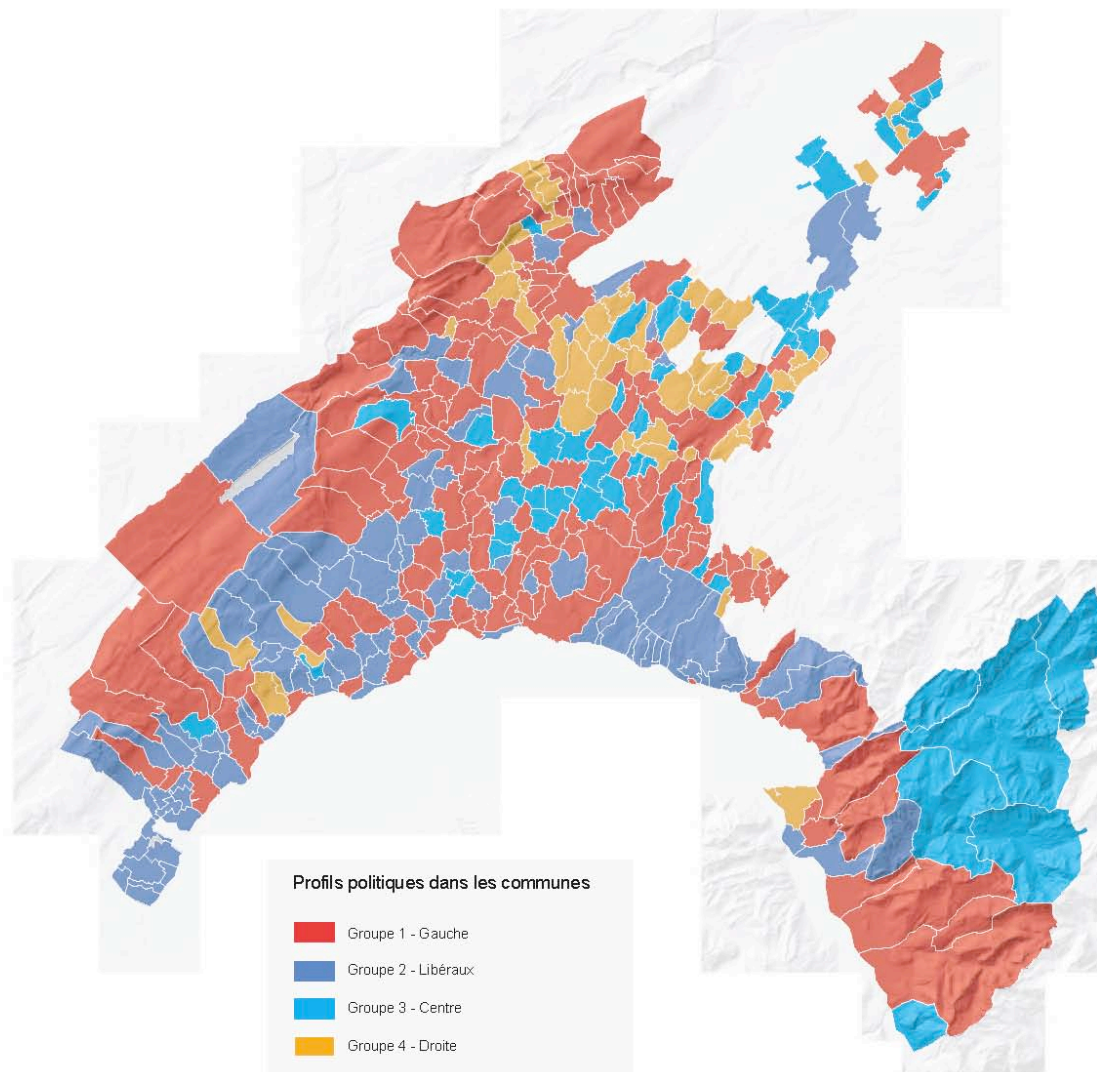 Profils politiques dans les communes
Groupe 1 - Gauche
Groupe 2 - Libéraux
Groupe 3 - Centre
Groupe 4 - Droite